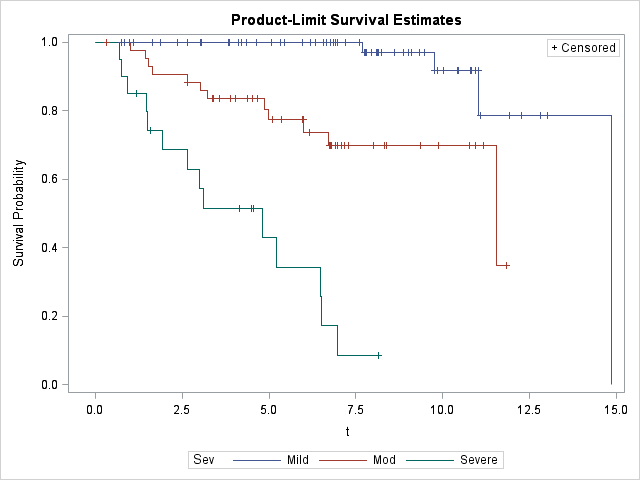 Product-Limit Survival Estimates
1.0
+ Censored
0.8
0.6
Survival Probability
0.4
0.2
0.0
0.0 2.5 5.0 7.5 10.0 12.5 15.0
t
Sev Mild Mod Severe